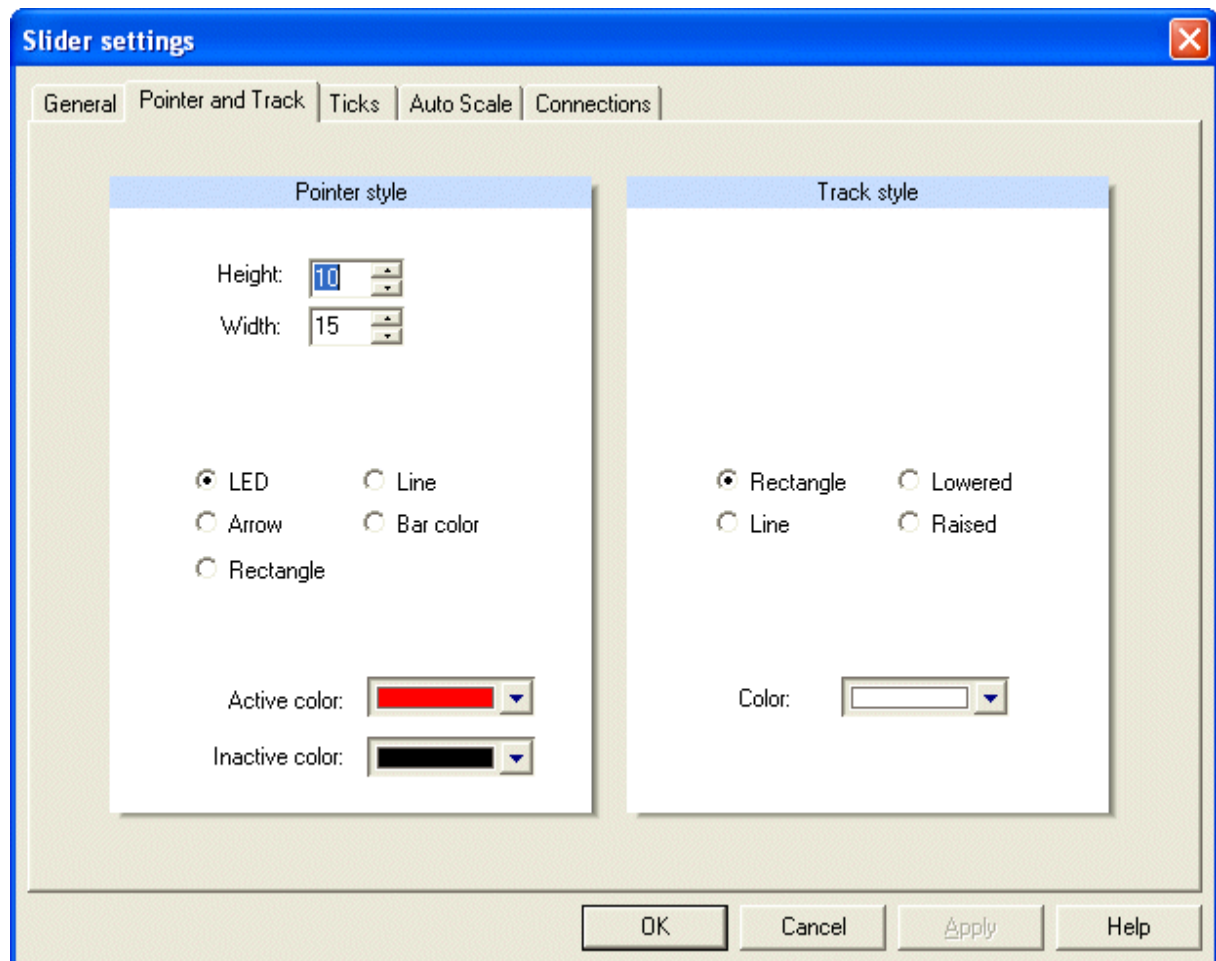 Slider settings
General Pointer and Track Ticks Auto Scale Connections
Pointer style
Height: 10
Width: 15
LED Line
Arrow Bar color
Rectangle
Active color:
Inactive color:
Track style
Rectangle Lowered
Line Raised
Color:
OK Cancel Apply Help